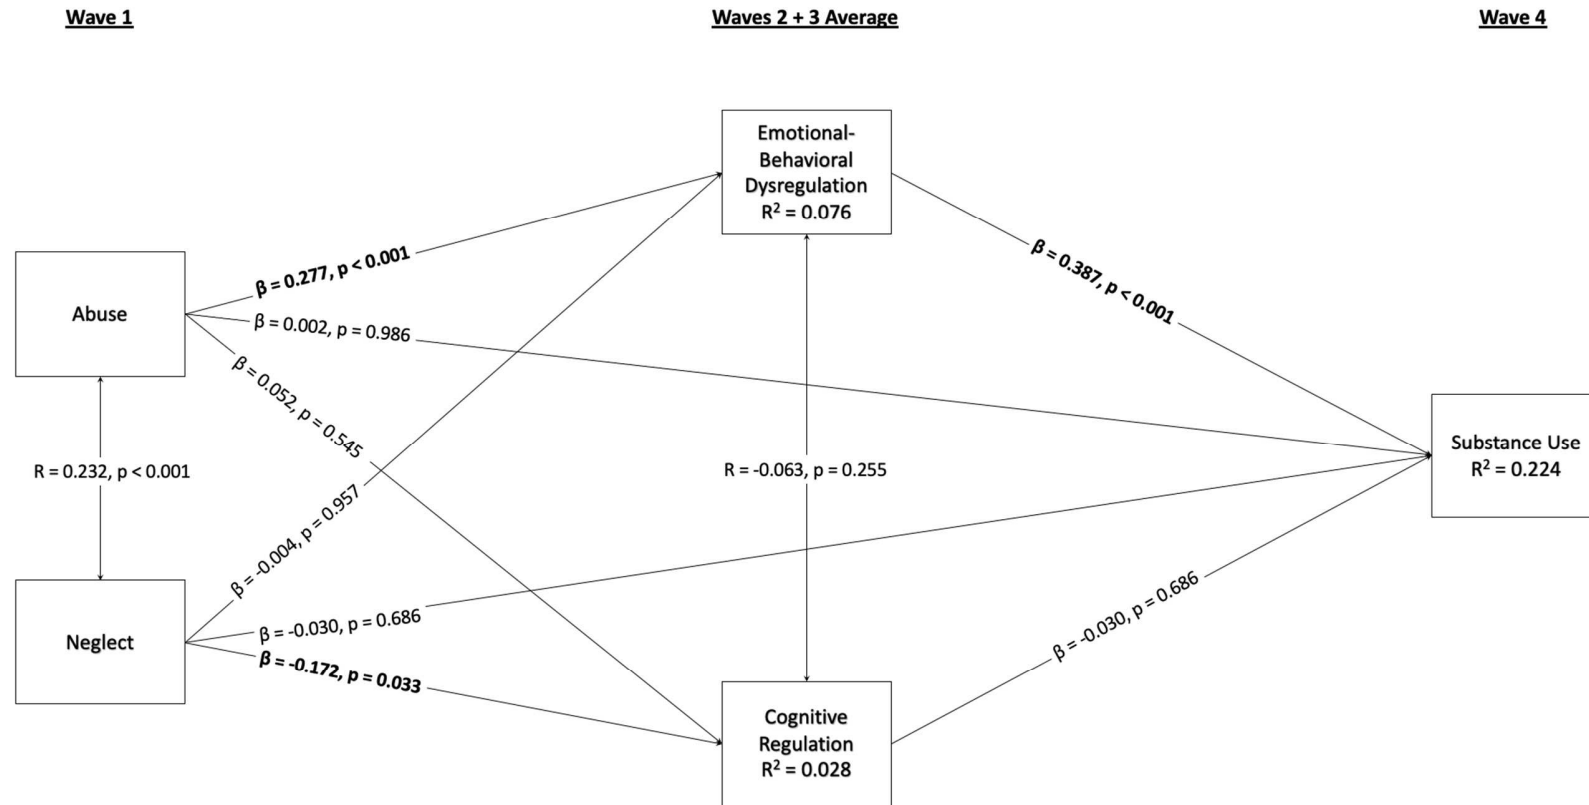 Wave 1
Waves 2 + 3 Average
Wave 4
Emotional-
Behavioral
Dysregulation
R² = 0.076
β = 0.277, p < 0.001
β = 0.387, p < 0.001
Abuse
β = 0.002, p = 0.986
β = 0.052, p = 0.545
R = 0.232, p < 0.001
R = -0.063, p = 0.255
Substance Use
R² = 0.224
β = -0.004, p = 0.957
Neglect
β = -0.030, p = 0.686
β = -0.172, p = 0.033
β = -0.030, p = 0.686
Cognitive
Regulation
R² = 0.028